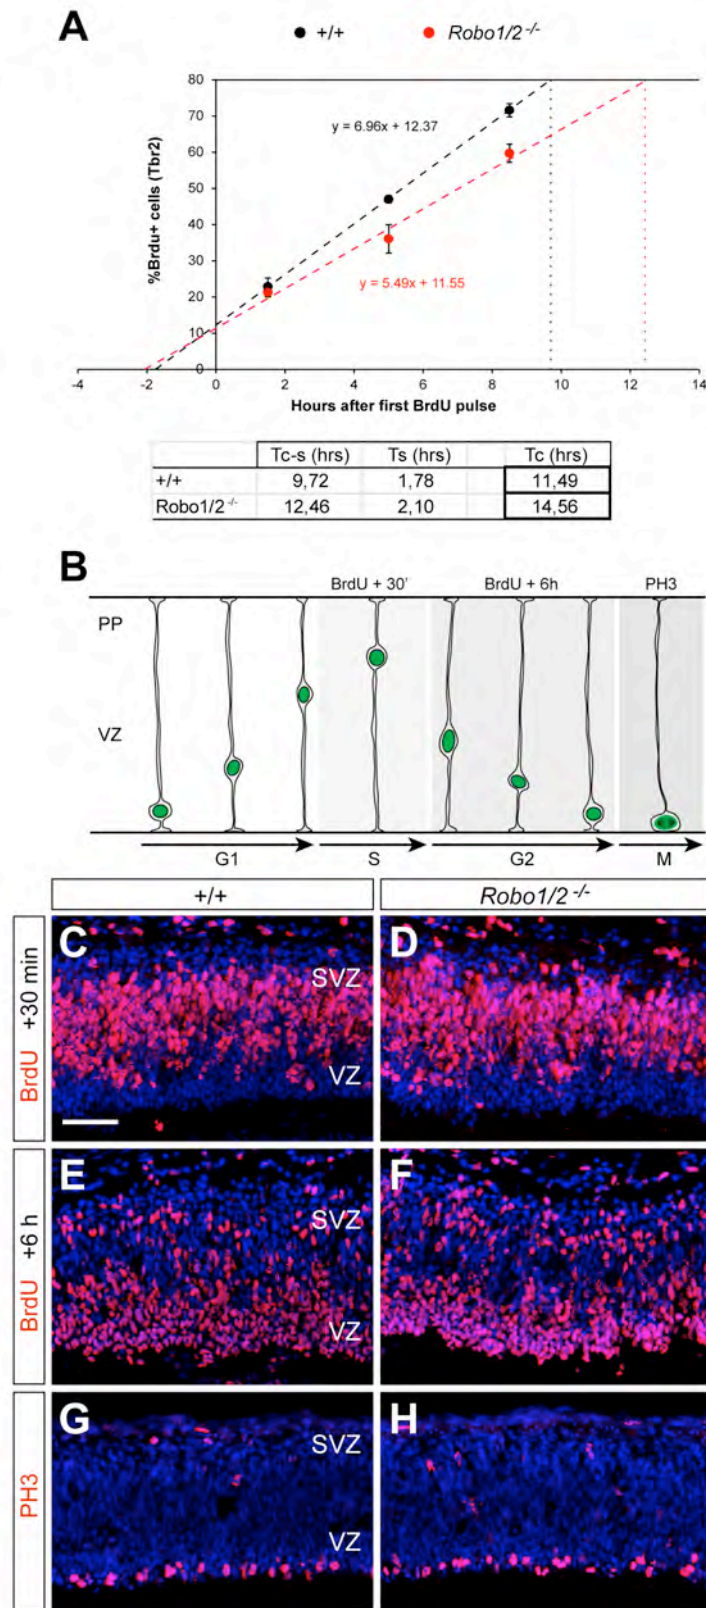 A
+/+ Robo1/2 -/-
80
70
60
50
40
30
20
10
0
%Brdu+ cells (Tbr2)
y = 6.96x + 12.37
y = 5.49x + 11.55
-4 -2 0 2 4 6 8 10 12 14
Hours after first BrdU pulse
Tc-s (hrs) Ts (hrs) Tc (hrs)
+/+ 9,72 1,78 11,49
Robo1/2 -/- 12,46 2,10 14,56
B
BrdU + 30' BrdU + 6h PH3
PP
VZ
G1 S G2 M
+/+ Robo1/2 -/-
BrdU +30 min
C SVZ VZ
D
BrdU +6 h
E SVZ VZ
F
PH3
G SVZ VZ
H